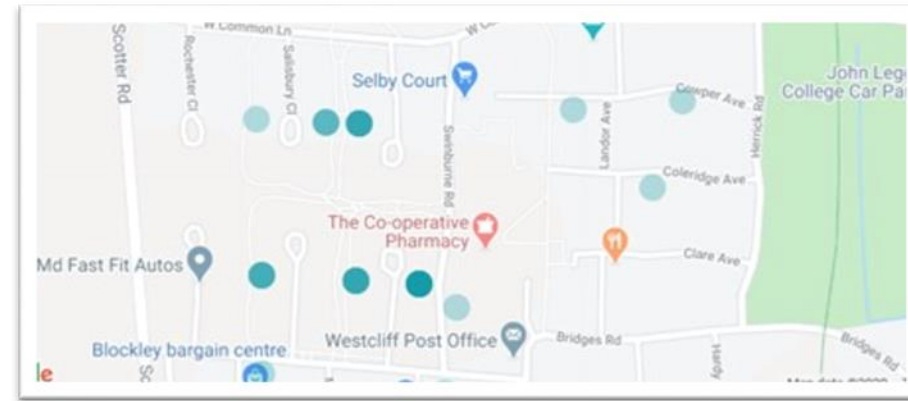 W Common Ln
Scotter Rd
Rochester Cl
Salisbury Cl
Selby Court
John Leg
College Car Pa
Cowper Ave
Landor Ave
Herrick Rd
Swinburne Rd
Coleridge Ave
The Co-operative
Pharmacy
Md Fast Fit Autos
Clare Ave
Westcliff Post Office
Bridges Rd
Blockley bargain centre
Hardy
Bridges Rd
le